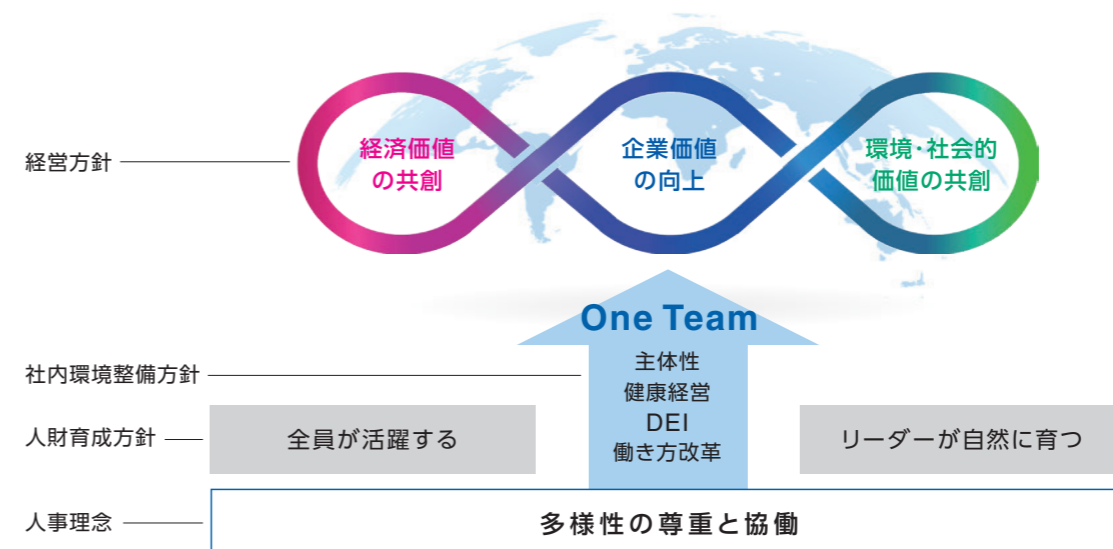 経営方針
経済価値
の共創
企業価値
の向上
環境・社会的
価値の共創
One Team
社内環境整備方針
主体性
健康経営
DEI
働き方改革
人財育成方針
全員が活躍する
リーダーが自然に育つ
人事理念
多様性の尊重と協働